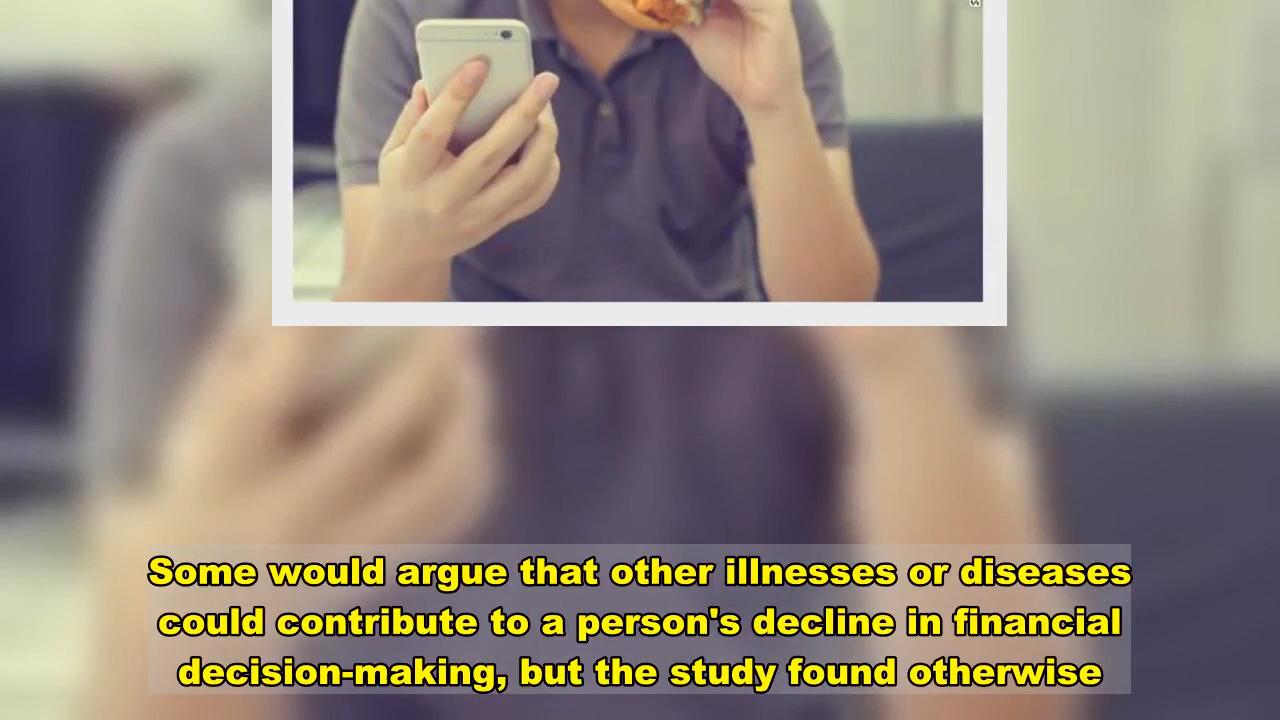 Some would argue that other illnesses or diseases
could contribute to a person's decline in financial
decision-making, but the study found otherwise